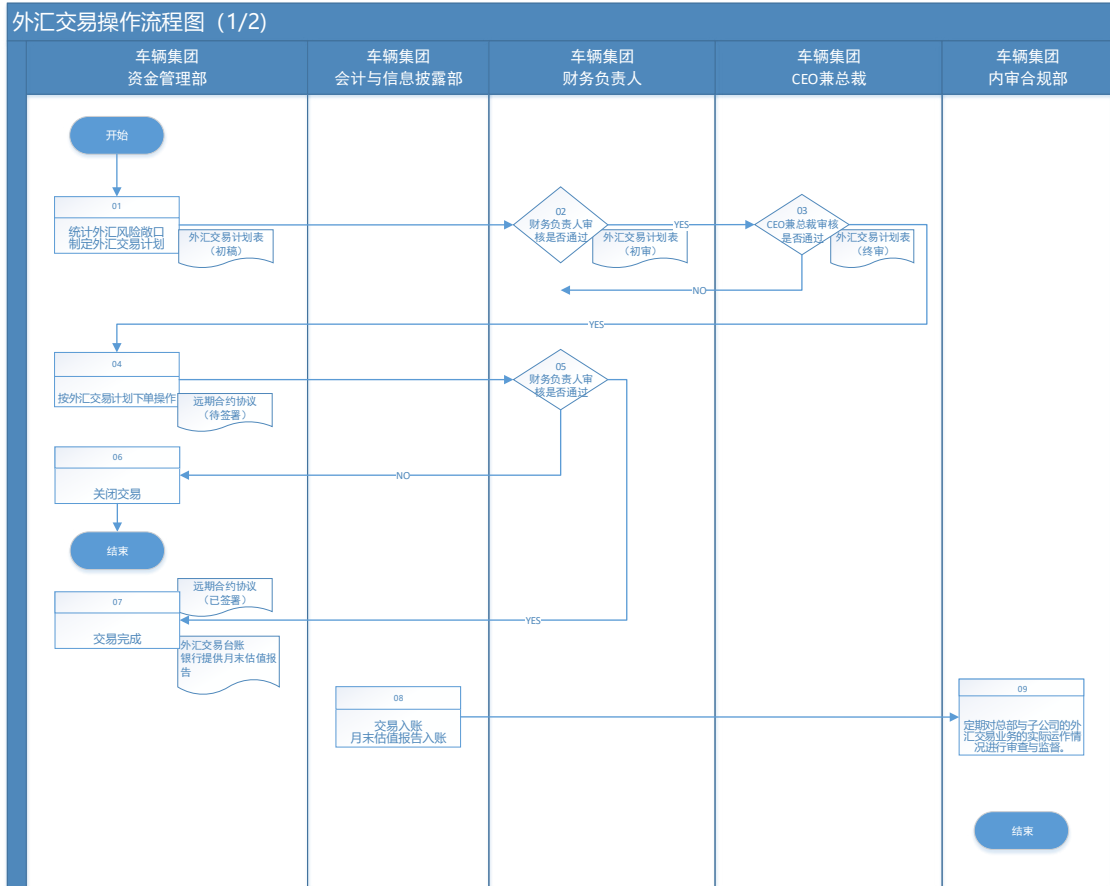 外汇交易操作流程图（1/2)
车辆集团
资金管理部
车辆集团
会计与信息披露部
车辆集团
财务负责人
车辆集团
CEO兼总裁
车辆集团
内审合规部
开始
01
统计外汇风险敞口
制定外汇交易计划
外汇交易计划表
（初稿）
02
财务负责人审
核是否通过
YES
外汇交易计划表
（初审）
03
CEO兼总裁审核
是否通过
外汇交易计划表
（终审）
NO
YES
04
按外汇交易计划下单操作
远期合约协议
（待签署）
05
财务负责人审
核是否通过
06
关闭交易
NO
结束
远期合约协议
（已签署）
07
交易完成
YES
外汇交易台账
银行提供月末估值报
告
08
交易入账
月末估值报告入账
09
定期对总部与子公司的外
汇交易业务的实际运作情
况进行审查与监督。
结束